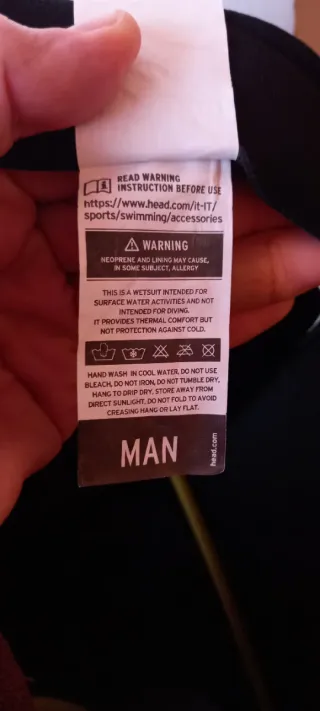 READ WARNING
INSTRUCTION BEFORE USE
https://www.head.com/it-IT/
sports/swimming/accessories
WARNING
NEOPRENE AND LINING MAY CAUSE,
IN SOME SUBJECT, ALLERGY
THIS IS A WETSUIT INTENDED FOR
SURFACE WATER ACTIVITIES AND NOT
INTENDED FOR DIVING.
IT PROVIDES THERMAL COMFORT BUT
NOT PROTECTION AGAINST COLD.
HAND WASH IN COOL WATER, DO NOT USE
BLEACH, DO NOT IRON, DO NOT TUMBLE DRY,
HANG TO DRIP DRY. STORE AWAY FROM
DIRECT SUNLIGHT, DO NOT FOLD TO AVOID
CREASING HANG OR LAY FLAT.
MAN
head.com